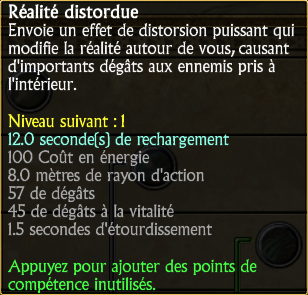 Réalité distordue
Envoie un effet de distorsion puissant qui
modifie la réalité autour de vous, causant
d'importants dégâts aux ennemis pris à
l'intérieur.
Niveau suivant : 1
12.0 seconde(s) de rechargement
100 Coût en énergie
8.0 mètres de rayon d'action
57 de dégâts
45 de dégâts à la vitalité
1.5 secondes d'étourdissement
Appuyez pour ajouter des points de
compétence inutilisés.